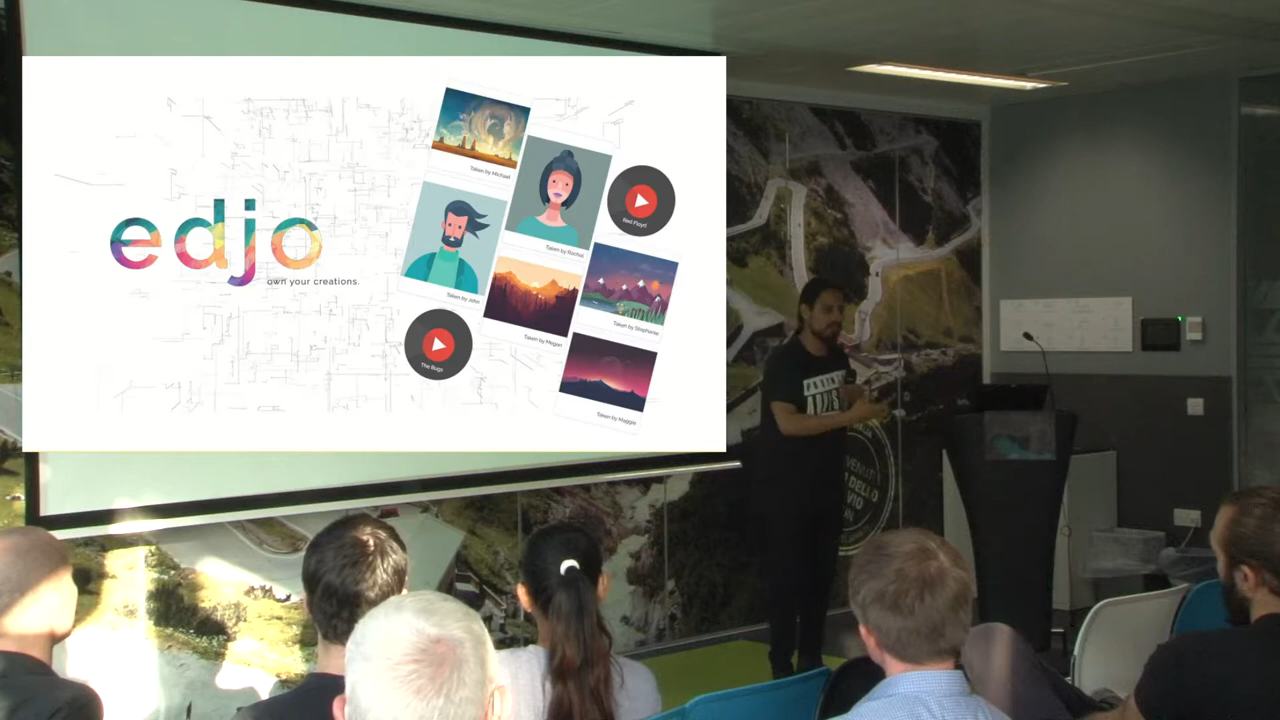 edjo
own your creations.
Taken by Michael
Taken by Rachel
Red Floyd
Taken by John
Taken by Megan
Taken by Stephanie
The Bugs
Taken by Maggie